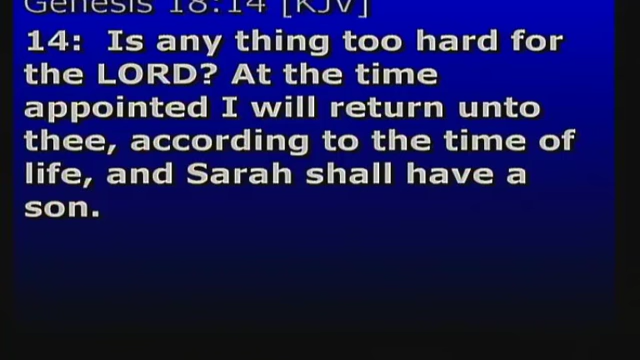 Genesis 18:14 [KJV]
14: Is any thing too hard for
the LORD? At the time
appointed I will return unto
thee, according to the time of
life, and Sarah shall have a
son.